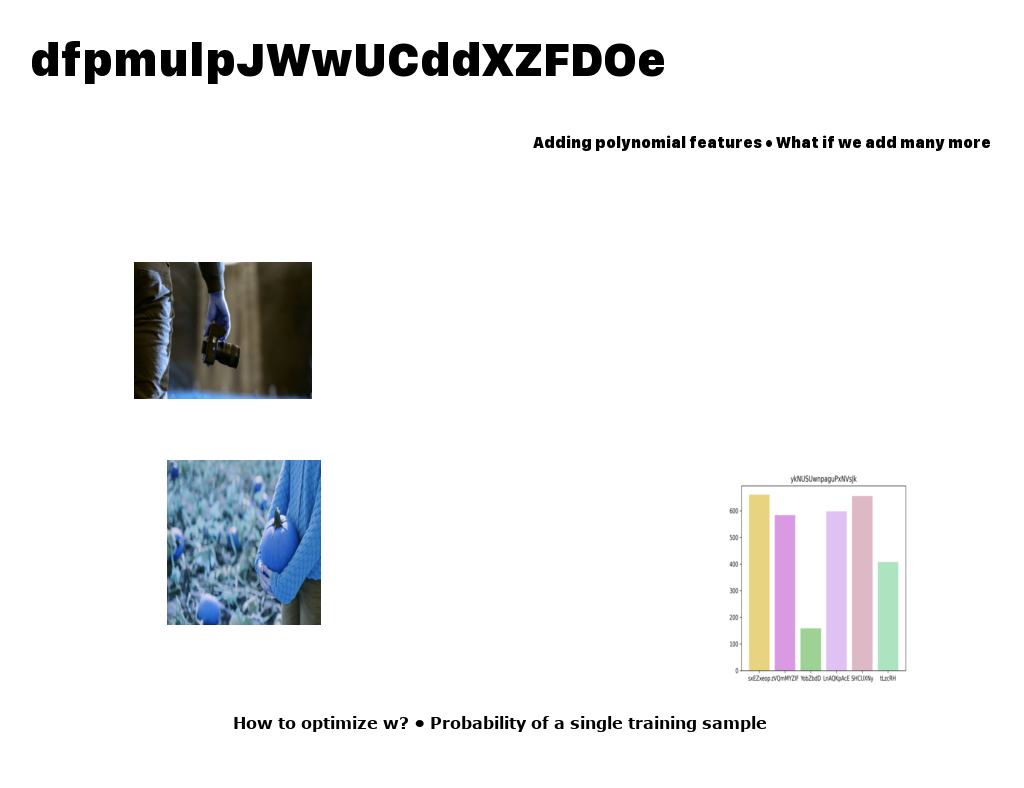 dfpmulpJWwUCddXZFDOe
Adding polynomial features • What if we add many more
ykNUSUwnpaguPxNVsJk
600
500
400
300
200
100
0
sxEZxeop zVQmMYZIF YobZbdD LnAQKpAcE SHCUXNy tLzcRH
How to optimize w? • Probability of a single training sample